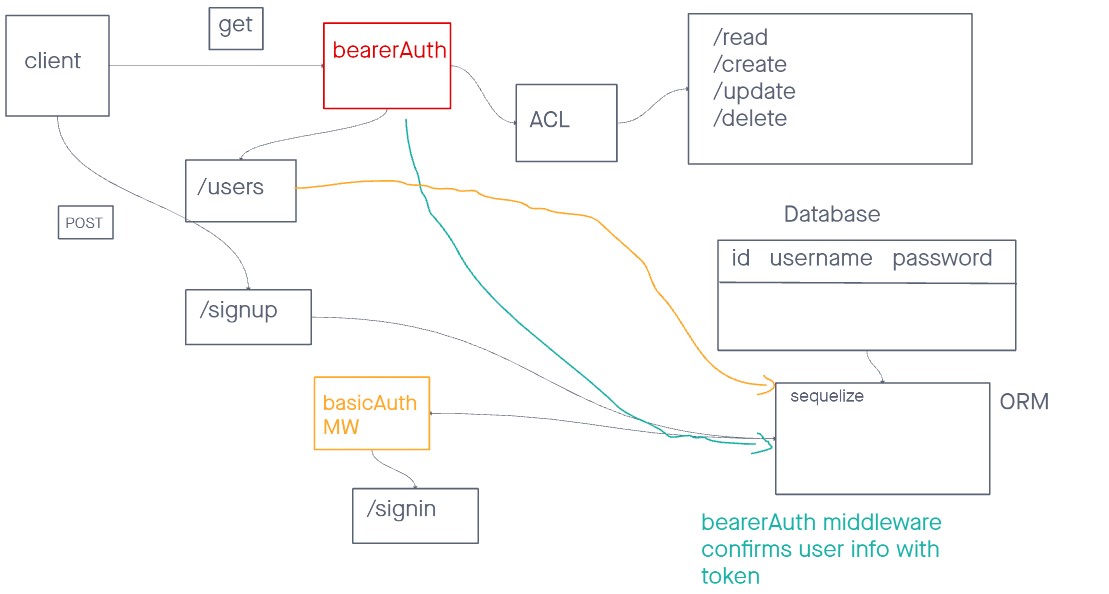 client
get
bearerAuth
ACL
/read
/create
/update
/delete
/users
POST
/signup
Database
id username password
basicAuth
MW
/signin
sequelize
ORM
bearerAuth middleware
confirms user info with
token